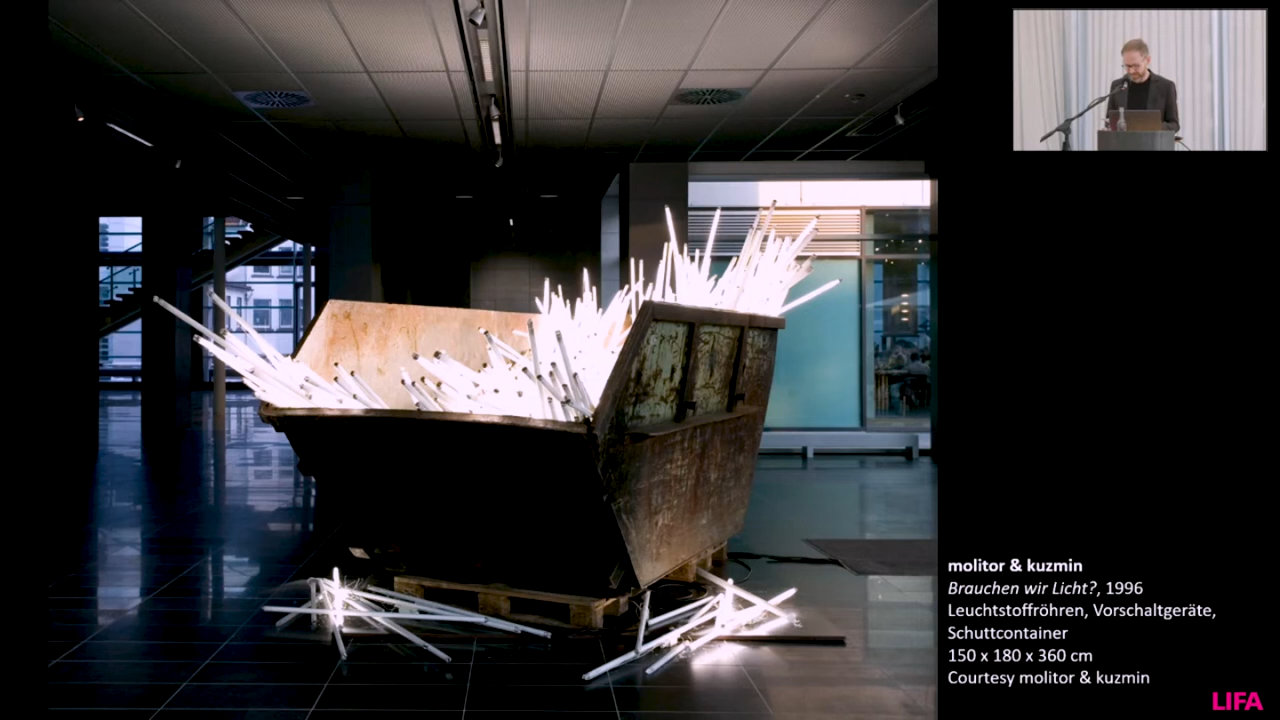 molitor & kuzmin
Brauchen wir Licht?, 1996
Leuchtstoffröhren, Vorschaltgeräte,
Schuttcontainer
150 x 180 x 360 cm
Courtesy molitor & kuzmin
LIFA